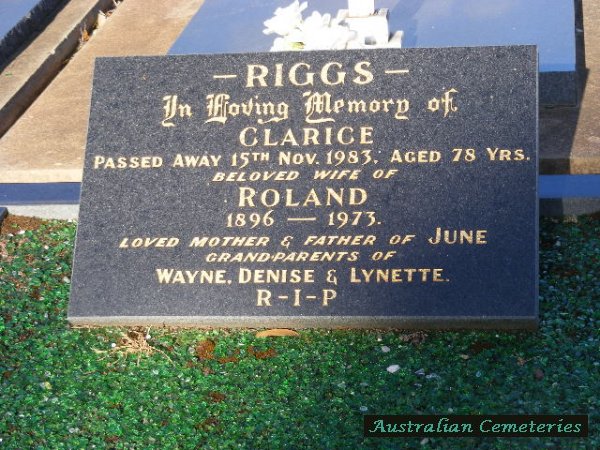 — RIGGS —
In Loving Memory of
CLARICE
PASSED AWAY 15TH NOV. 1983. AGED 78 YRS.
BELOVED WIFE OF
ROLAND
1896 — 1973.
LOVED MOTHER & FATHER OF JUNE
GRAND-PARENTS OF
WAYNE, DENISE & LYNETTE.
R-I-P
Australian Cemeteries